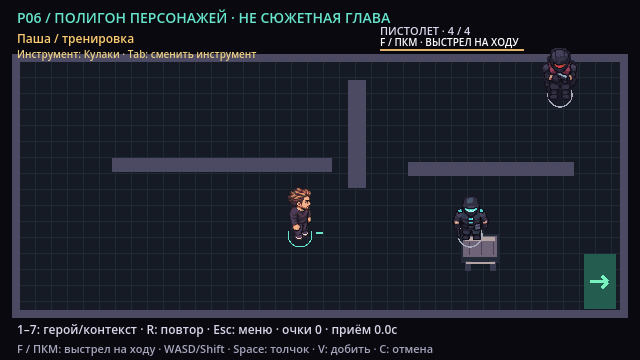 P06 / ПОЛИГОН ПЕРСОНАЖЕЙ · НЕ СЮЖЕТНАЯ ГЛАВА
Паша / тренировка
ПИСТОЛЕТ · 4 / 4
F / ПКМ · ВЫСТРЕЛ НА ХОДУ
Инструмент: Кулаки · Tab: сменить инструмент
1–7: герой/контекст · R: повтор · Esc: меню · очки 0 · приём 0.0с
F / ПКМ: выстрел на ходу · WASD/Shift · Space: толчок · V: добить · C: отмена